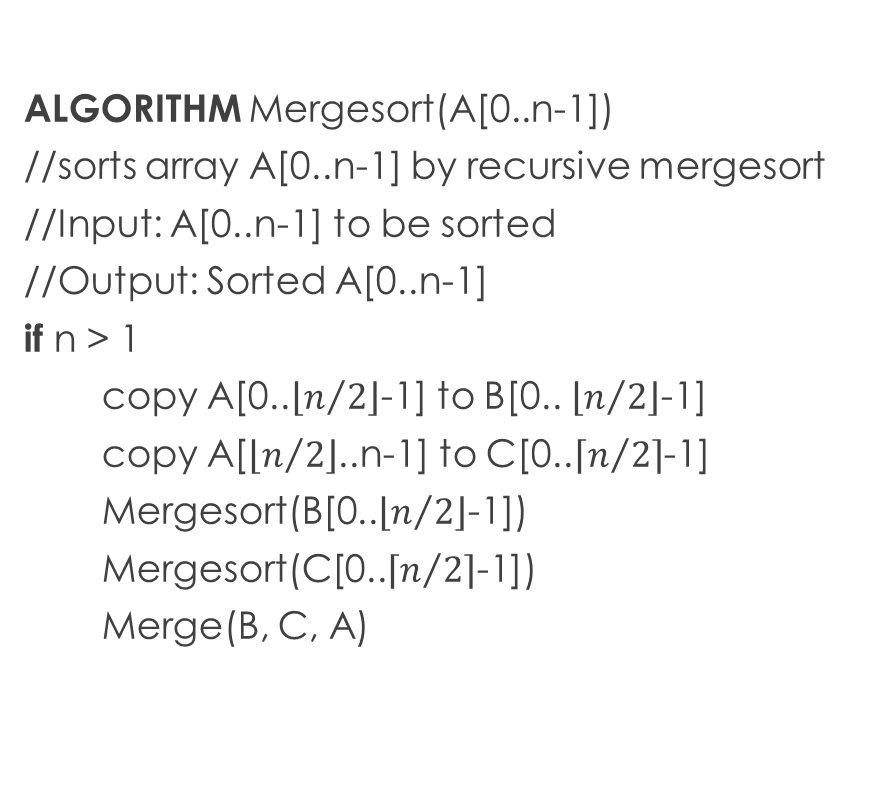 ALGORITHM Mergesort(A[0..n-1])
//sorts array A[0..n-1] by recursive mergesort
//Input: A[0..n-1] to be sorted
//Output: Sorted A[0..n-1]
if n > 1
copy A[0..⌊n/2⌋-1] to B[0.. ⌊n/2⌋-1]
copy A[⌊n/2⌋..n-1] to C[0..⌈n/2⌉-1]
Mergesort(B[0..⌊n/2⌋-1])
Mergesort(C[0..⌈n/2⌉-1])
Merge(B, C, A)